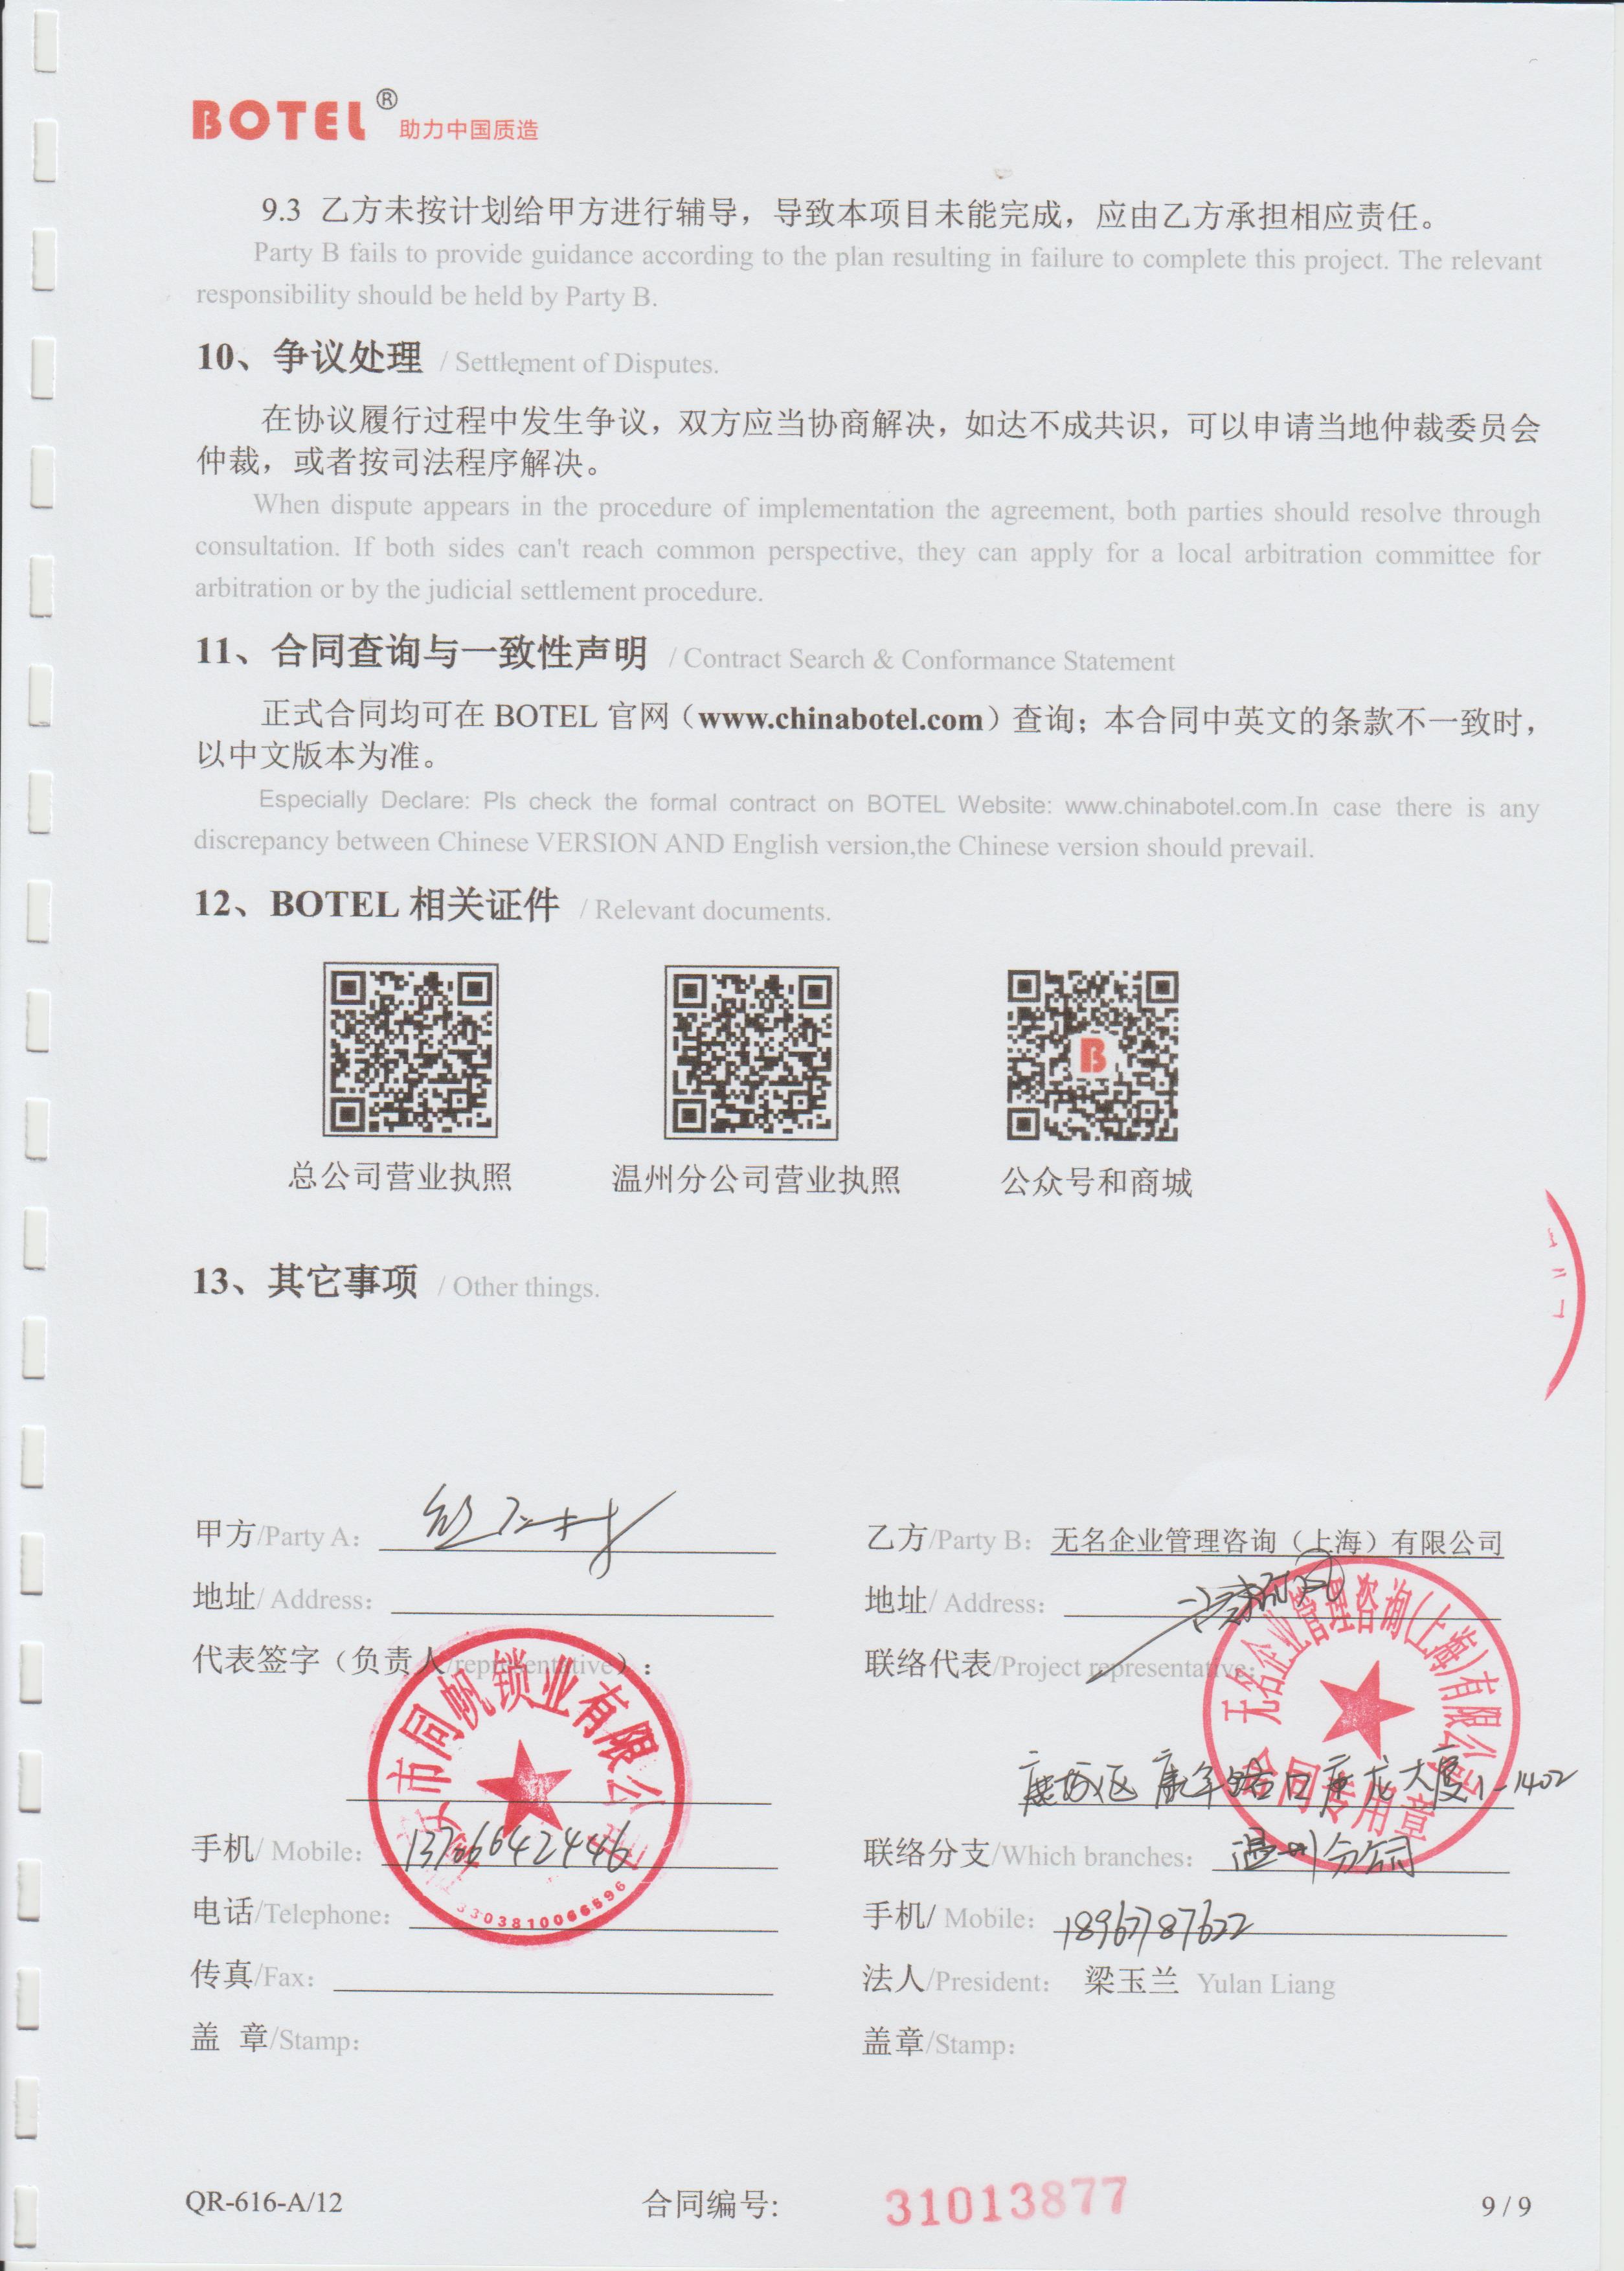 BOTEL® 助力中国质造
9.3 乙方未按计划给甲方进行辅导，导致本项目未能完成，应由乙方承担相应责任。
Party B fails to provide guidance according to the plan resulting in failure to complete this project. The relevant
responsibility should be held by Party B.
10、争议处理 / Settlement of Disputes.
在协议履行过程中发生争议，双方应当协商解决，如达不成共识，可以申请当地仲裁委员会
仲裁，或者按司法程序解决。
When dispute appears in the procedure of implementation the agreement, both parties should resolve through
consultation. If both sides can't reach common perspective, they can apply for a local arbitration committee for
arbitration or by the judicial settlement procedure.
11、合同查询与一致性声明 / Contract Search & Conformance Statement
正式合同均可在 BOTEL 官网（www.chinabotel.com）查询；本合同中英文的条款不一致时，
以中文版本为准。
Especially Declare: Pls check the formal contract on BOTEL Website: www.chinabotel.com.In case there is any
discrepancy between Chinese VERSION AND English version,the Chinese version should prevail.
12、BOTEL 相关证件 / Relevant documents.
B
总公司营业执照 温州分公司营业执照 公众号和商城
13、其它事项 / Other things.
甲方/Party A：
地址/ Address：
代表签字（负责人/representative）：
市同帆锁业有限公
手机/ Mobile： 13766642446
电话/Telephone：
传真/Fax：
盖 章/Stamp：
乙方/Party B：无名企业管理咨询（上海）有限公司
地址/ Address：
联络代表/Project representative：
无名企业管理咨询(上海)有限公司
合同专用章
康年路口 大厦1-1402
联络分支/Which branches： 温州分公司
手机/ Mobile： 18967787622
法人/President： 梁玉兰 Yulan Liang
盖章/Stamp：
QR-616-A/12 合同编号: 31013877 9 / 9